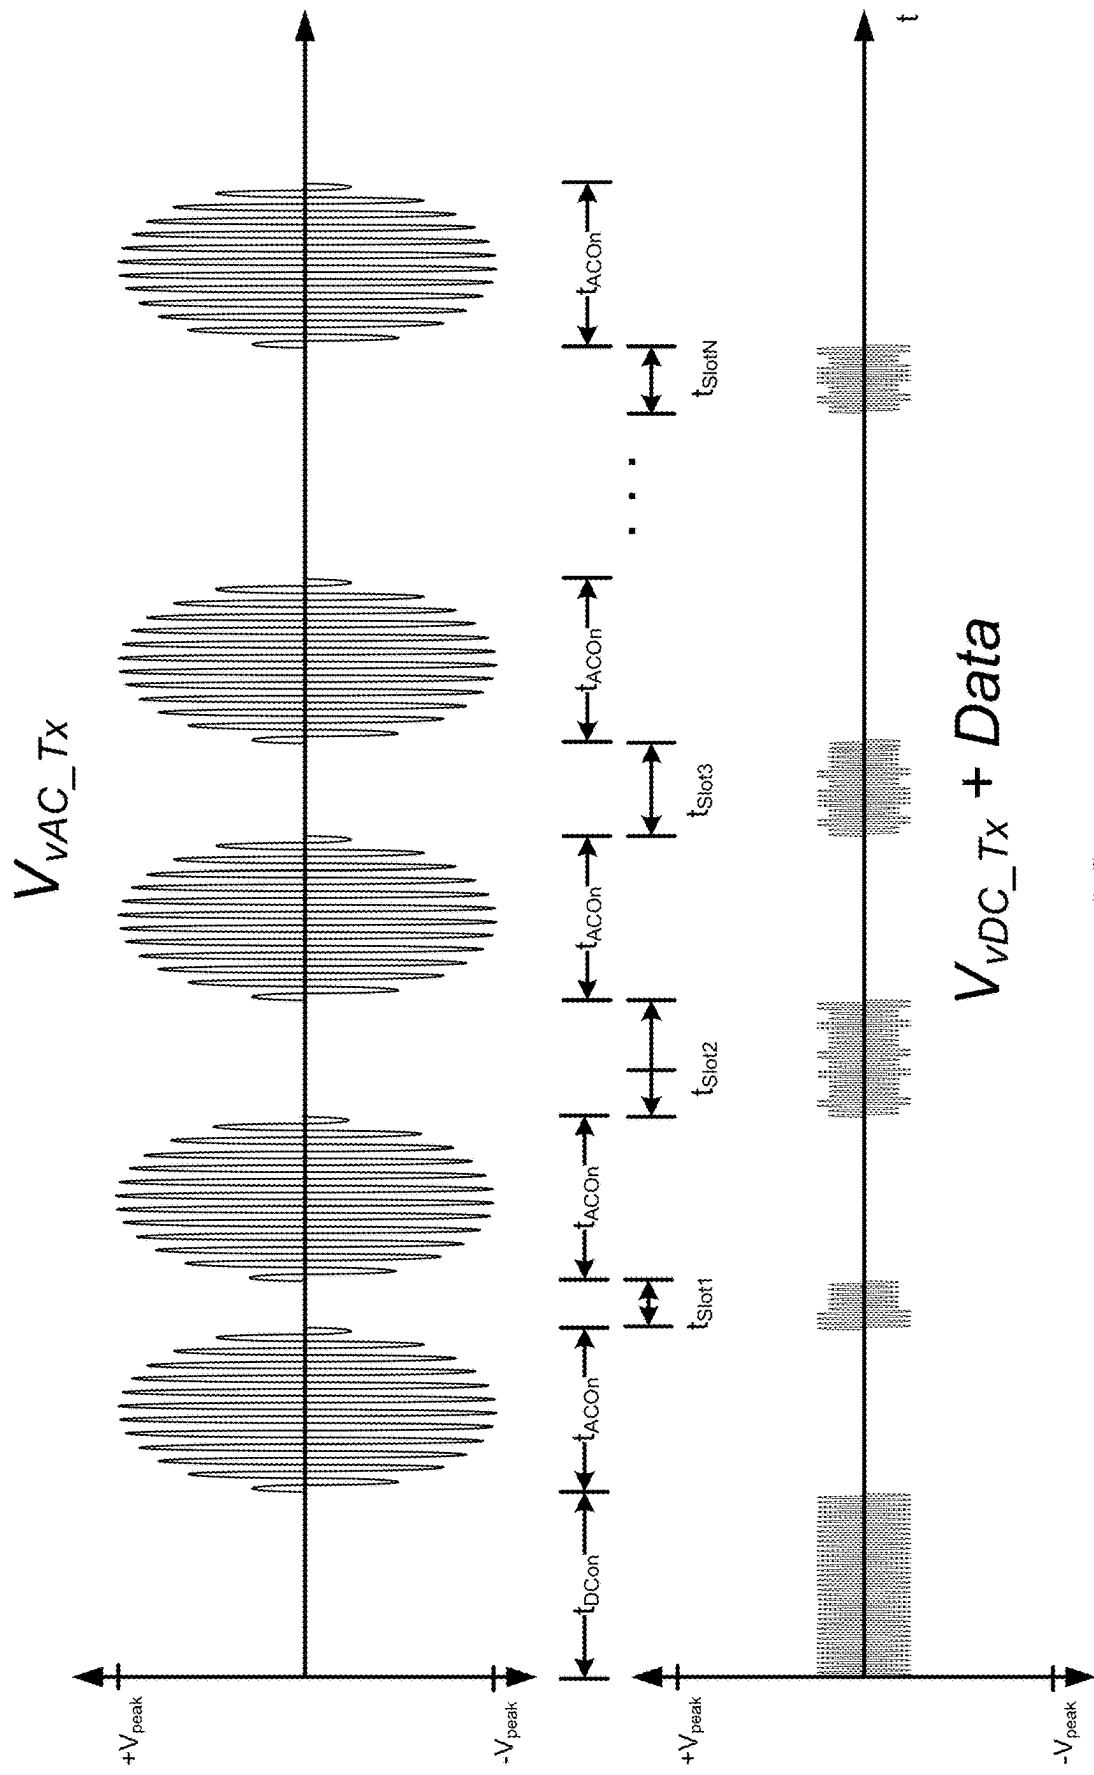 V_vAC_Tx
+V_peak
-V_peak
t_DCon
t_ACOn
t_ACOn
t_ACOn
t_ACOn
t_ACOn
t_Slot1
t_Slot2
t_Slot3
. . .
t_SlotN
+V_peak
-V_peak
t
V_vDC_Tx + Data